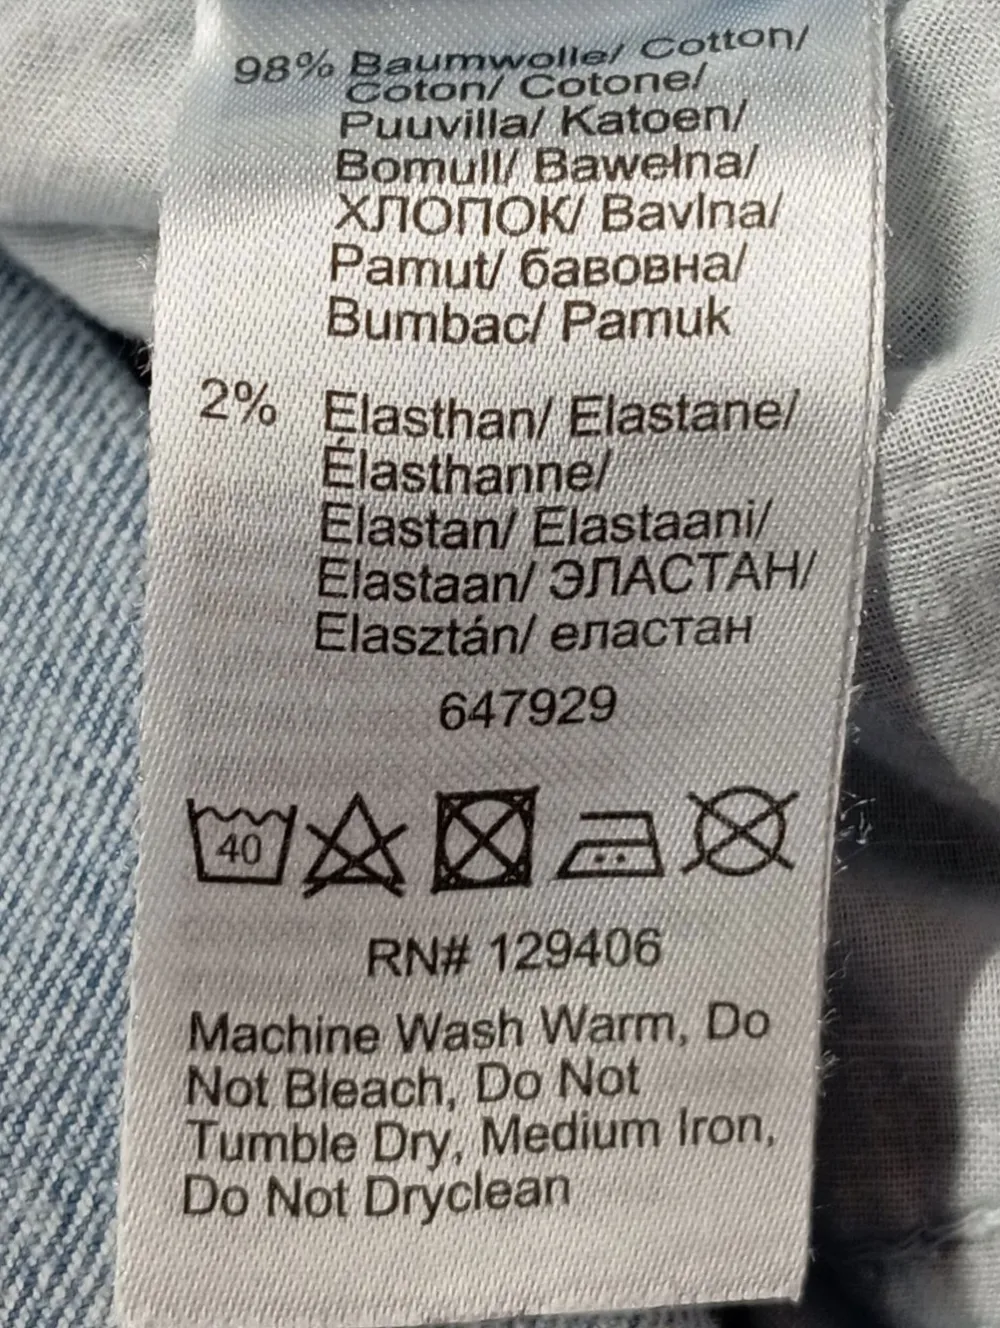 98% Baumwolle/ Cotton/
Coton/ Cotone/
Puuvilla/ Katoen/
Bomull/ Bawełna/
ХЛОПОК/ Bavlna/
Pamut/ бавовна/
Bumbac/ Pamuk
2% Elasthan/ Elastane/
Élasthanne/
Elastan/ Elastaani/
Elastaan/ ЭЛАСТАН/
Elasztán/ еластан
647929
40
RN# 129406
Machine Wash Warm, Do
Not Bleach, Do Not
Tumble Dry, Medium Iron,
Do Not Dryclean